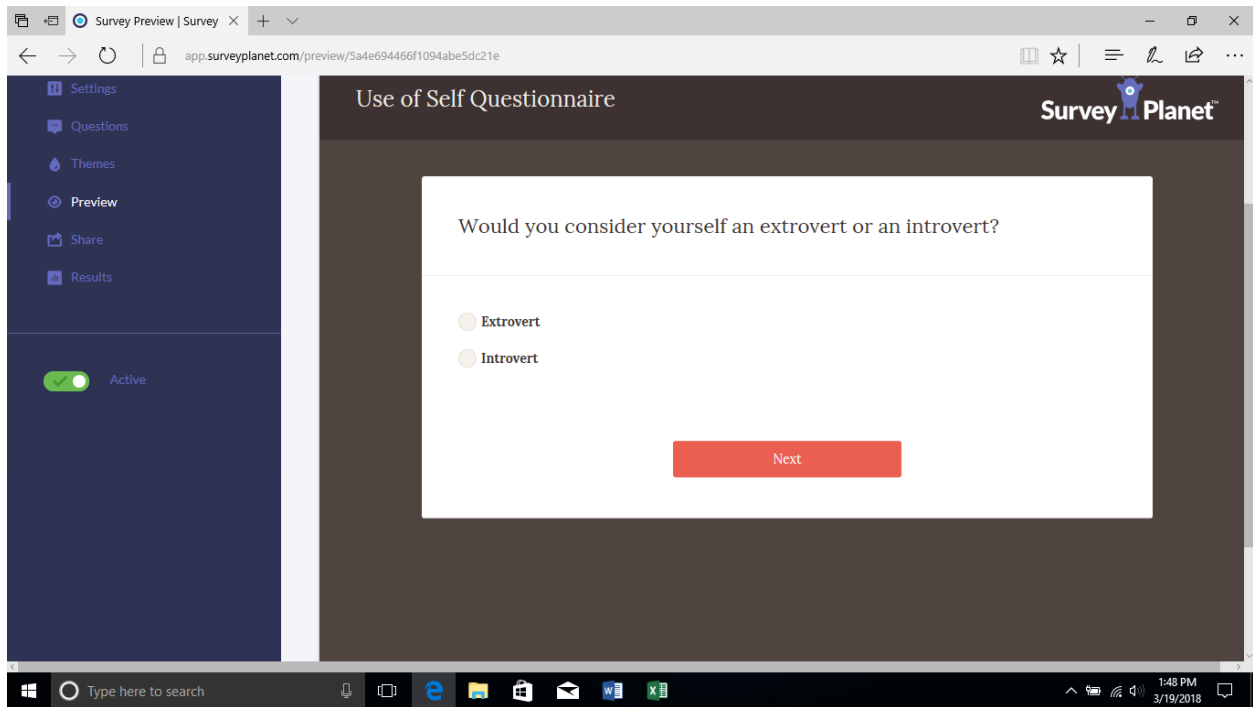 Survey Preview | Survey
app.surveyplanet.com/preview/5a4e694466f1094abe5dc21e
Settings
Questions
Themes
Preview
Share
Results
Active
Use of Self Questionnaire
Survey Planet™
Would you consider yourself an extrovert or an introvert?
Extrovert
Introvert
Next
Type here to search
1:48 PM
3/19/2018